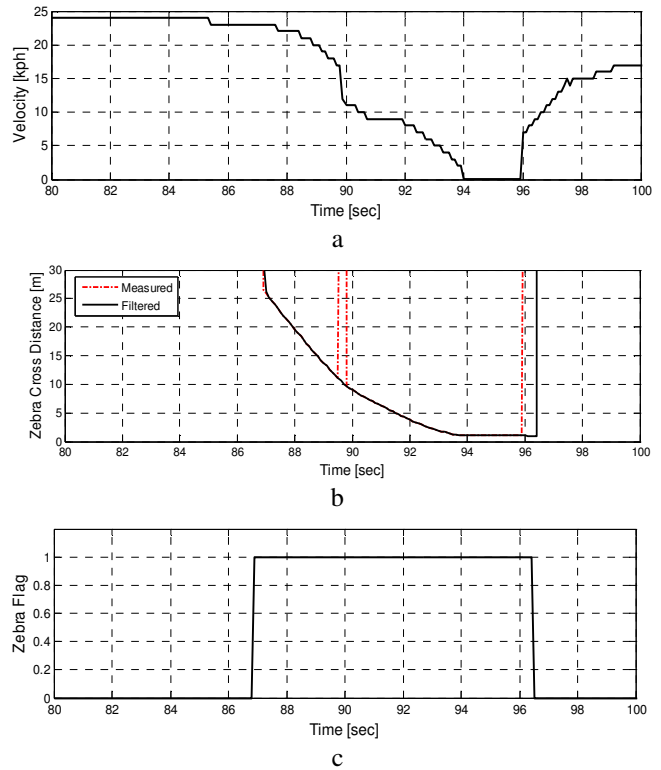 25
20
15
10
5
0
Velocity [kph]
80 82 84 86 88 90 92 94 96 98 100
Time [sec]
a
30
25
20
15
10
5
0
Zebra Cross Distance [m]
Measured
Filtered
80 82 84 86 88 90 92 94 96 98 100
Time [sec]
b
1
0.8
0.6
0.4
0.2
0
Zebra Flag
80 82 84 86 88 90 92 94 96 98 100
Time [sec]
c